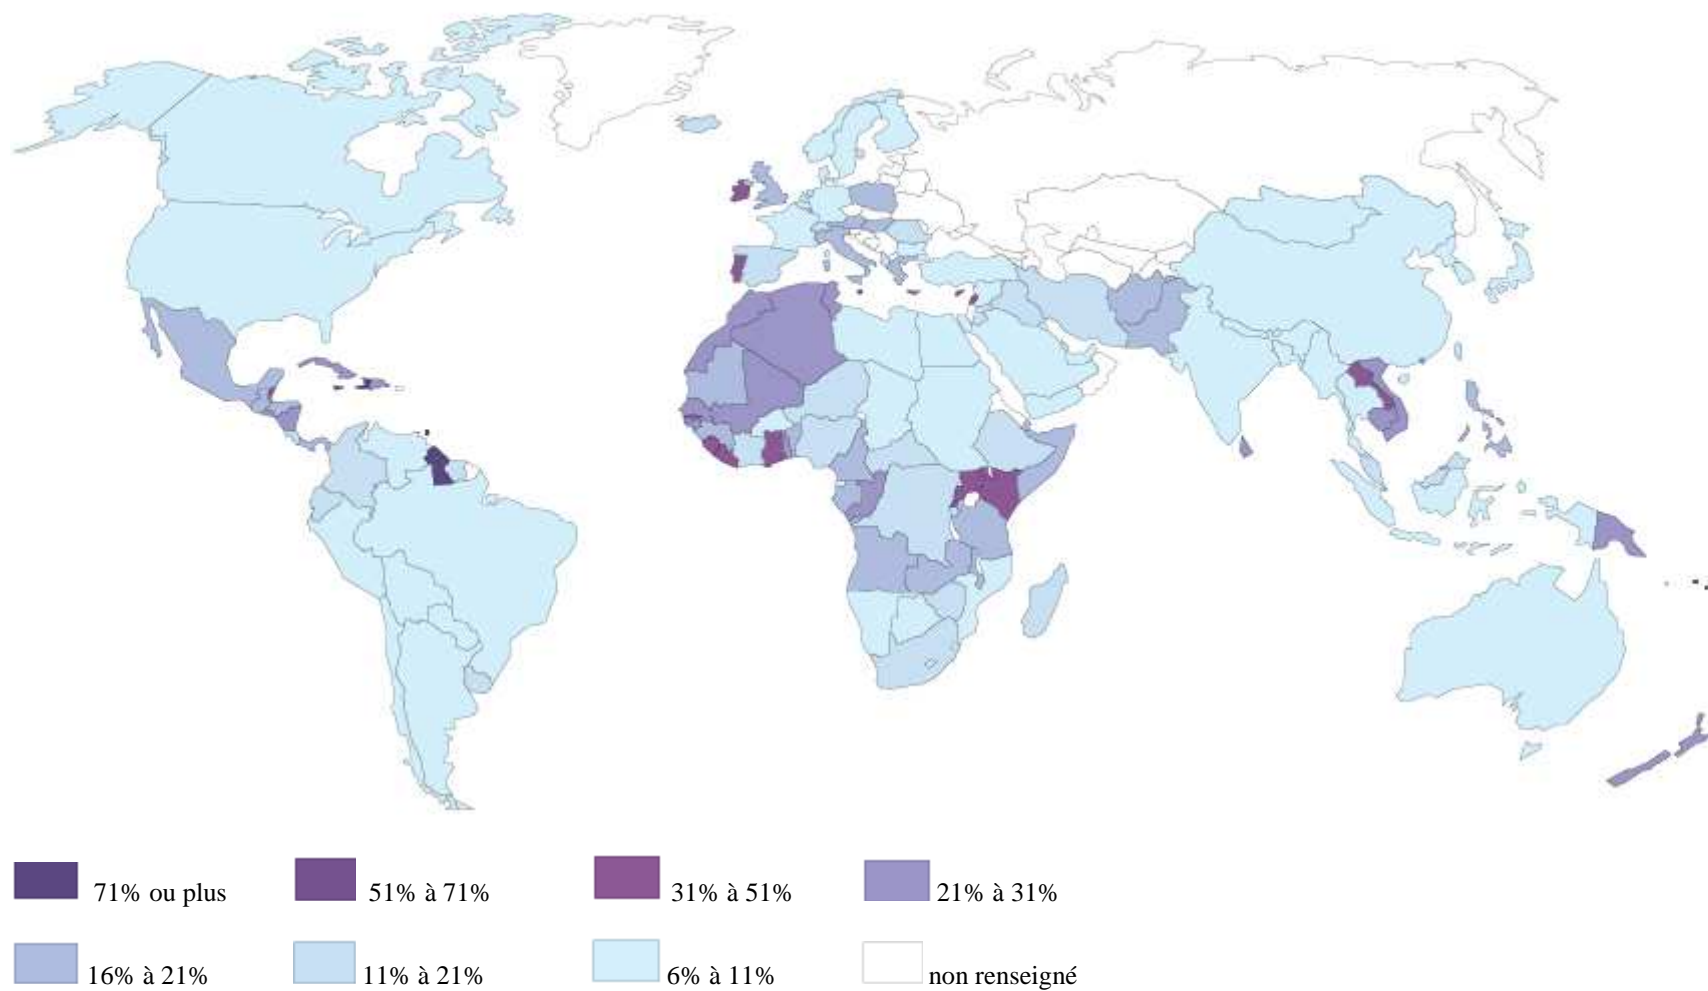 71% ou plus
51% à 71%
31% à 51%
21% à 31%
16% à 21%
11% à 21%
6% à 11%
non renseigné